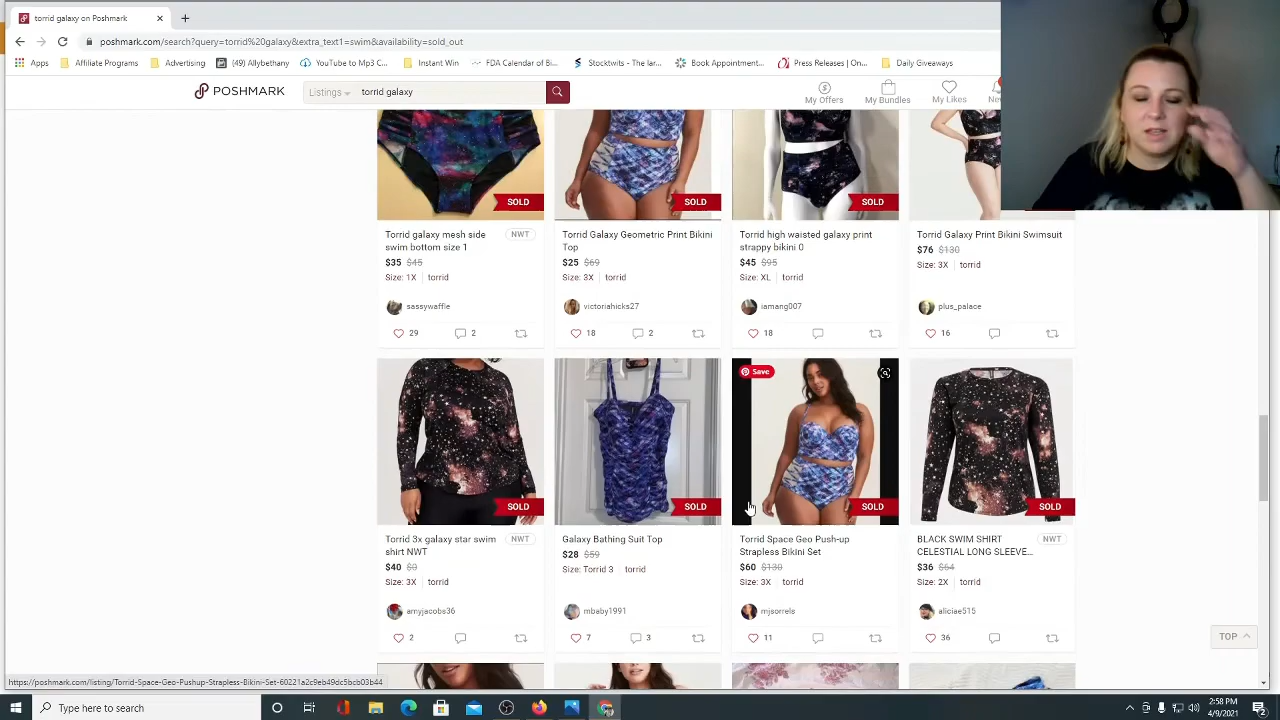 torrid galaxy on Poshmark
poshmark.com/search?query=torrid%20galaxy&extra_text1=swim&availability=sold_out
Apps Affiliate Programs Advertising (49) Allybethany YouTube to Mp3 C... Instant Win FDA Calendar of Bi... Stocktwits - The lar... Book Appointment... Press Releases | On... Daily Giveaways
POSHMARK Listings torrid galaxy My Offers My Bundles My Likes
SOLD SOLD SOLD
Torrid galaxy mesh side swim bottom size 1 NWT
$35 $45
Size: 1X torrid
sassywaffle
29 2
Torrid Galaxy Geometric Print Bikini Top
$25 $69
Size: 3X torrid
victoriahicks27
18 2
Torrid high waisted galaxy print strappy bikini 0
$45 $95
Size: XL torrid
iamang007
18
Torrid Galaxy Print Bikini Swimsuit
$76 $130
Size: 3X torrid
plus_palace
16
Save
SOLD SOLD SOLD SOLD
Torrid 3x galaxy star swim shirt NWT NWT
$40 $0
Size: 3X torrid
amyjacobs36
2
Galaxy Bathing Suit Top
$28 $59
Size: Torrid 3 torrid
mbaby1991
7 3
Torrid Space Geo Push-up Strapless Bikini Set
$60 $130
Size: 3X torrid
mjsorrels
11
BLACK SWIM SHIRT CELESTIAL LONG SLEEVE... NWT
$36 $64
Size: 2X torrid
aliciae515
36
TOP
https://poshmark.com/listing/Torrid-Space-Geo-Pushup-Strapless-Bikini-Set-60221a2c9eb49dc5bcb03b44
Type here to search
2:58 PM
4/9/2021